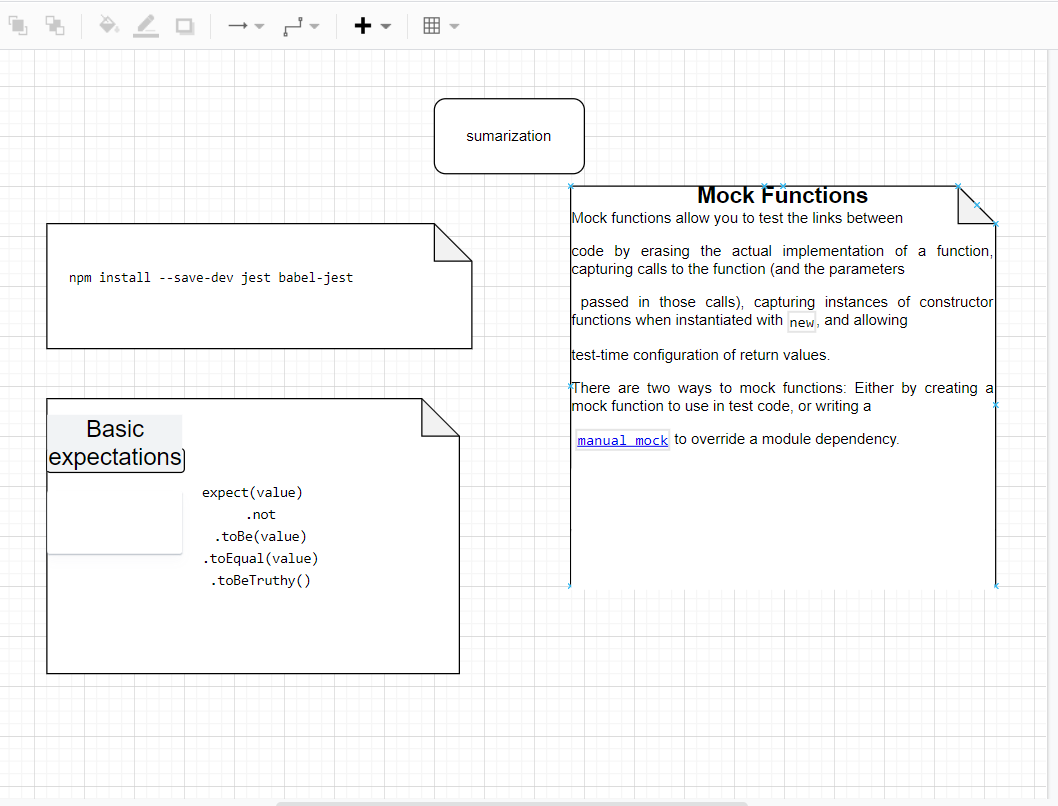 sumarization
npm install --save-dev jest babel-jest
Basic
expectations
expect(value)
.not
.toBe(value)
.toEqual(value)
.toBeTruthy()
Mock Functions
Mock functions allow you to test the links between
code by erasing the actual implementation of a function,
capturing calls to the function (and the parameters
passed in those calls), capturing instances of constructor
functions when instantiated with new, and allowing
test-time configuration of return values.
There are two ways to mock functions: Either by creating a
mock function to use in test code, or writing a
manual mock to override a module dependency.